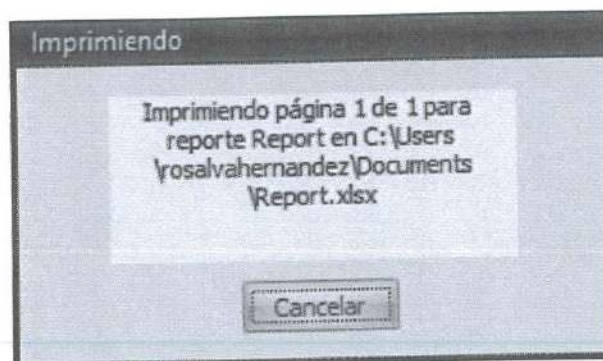 Imprimiendo
Imprimiendo página 1 de 1 para
reporte Report en C:\Users
\rosalvahernandez\Documents
\Report.xlsx
Cancelar